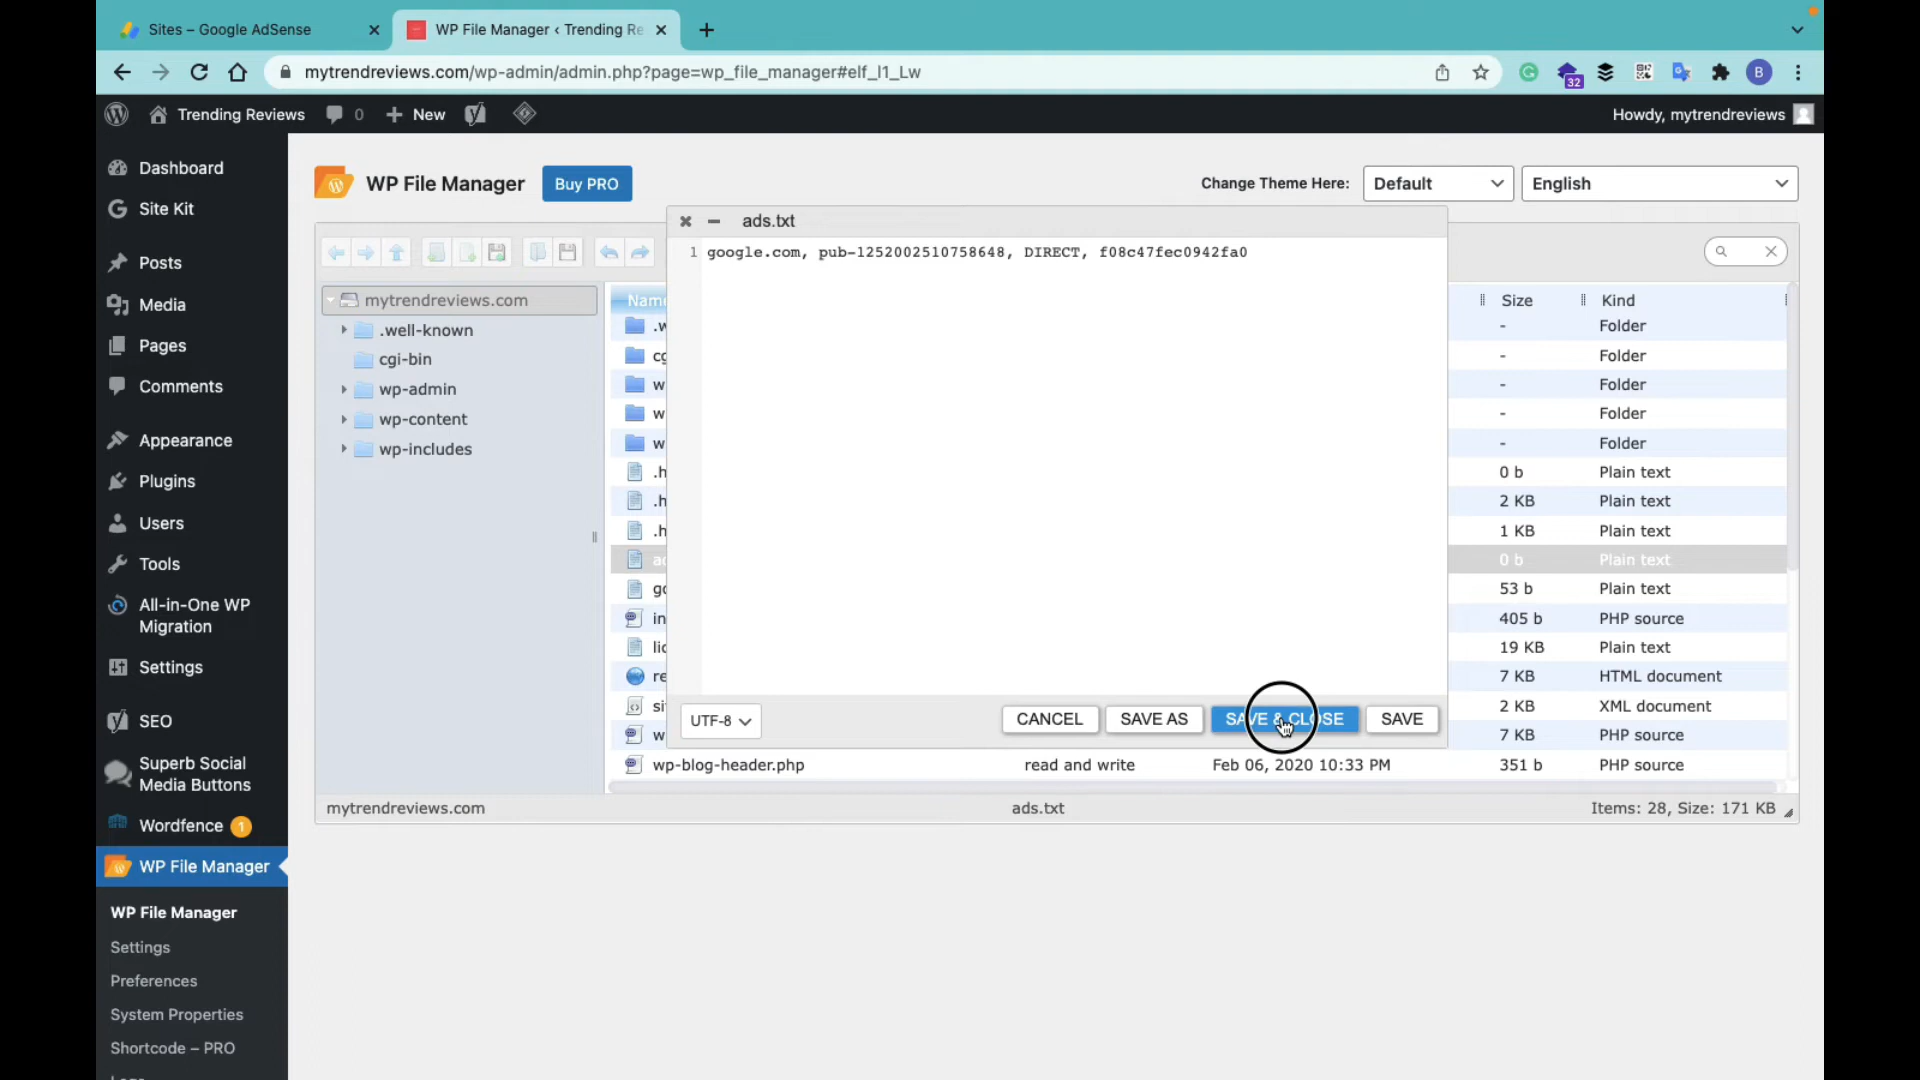 Sites – Google AdSense
WP File Manager ‹ Trending Re
mytrendreviews.com/wp-admin/admin.php?page=wp_file_manager#elf_l1_Lw
32
B
Trending Reviews
0
New
Howdy, mytrendreviews
Dashboard
Site Kit
Posts
Media
Pages
Comments
Appearance
Plugins
Users
Tools
All-in-One WP
Migration
Settings
SEO
Superb Social
Media Buttons
Wordfence 1
WP File Manager
WP File Manager
Settings
Preferences
System Properties
Shortcode – PRO
WP File Manager
Buy PRO
Change Theme Here:
Default
English
mytrendreviews.com
.well-known
cgi-bin
wp-admin
wp-content
wp-includes
ads.txt
1 google.com, pub-1252002510758648, DIRECT, f08c47fec0942fa0
UTF-8
CANCEL
SAVE AS
SAVE & CLOSE
SAVE
Size Kind
- Folder
- Folder
- Folder
- Folder
- Folder
0 b Plain text
2 KB Plain text
1 KB Plain text
0 b Plain text
53 b Plain text
405 b PHP source
19 KB Plain text
7 KB HTML document
2 KB XML document
7 KB PHP source
wp-blog-header.php read and write Feb 06, 2020 10:33 PM 351 b PHP source
mytrendreviews.com
ads.txt
Items: 28, Size: 171 KB